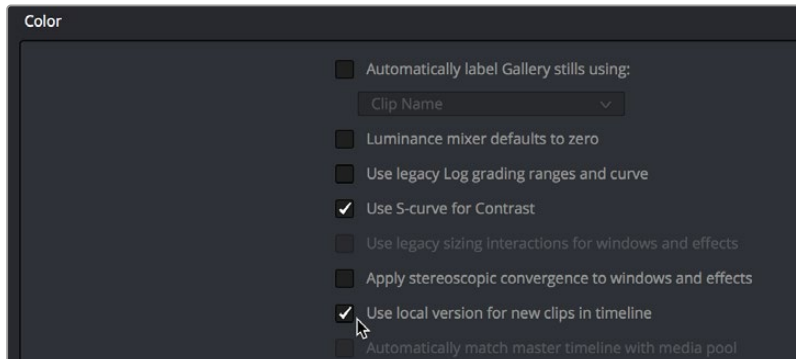 Color
Automatically label Gallery stills using:
Clip Name
Luminance mixer defaults to zero
Use legacy Log grading ranges and curve
Use S-curve for Contrast
Use legacy sizing interactions for windows and effects
Apply stereoscopic convergence to windows and effects
Use local version for new clips in timeline
Automatically match master timeline with media pool